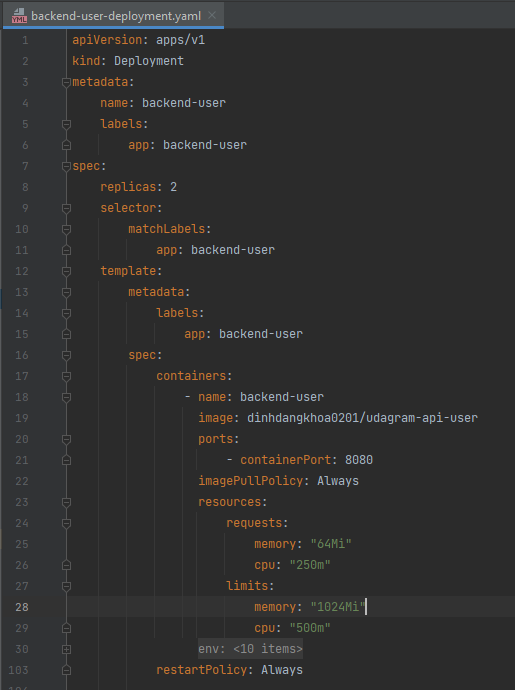 backend-user-deployment.yaml
1 apiVersion: apps/v1
2 kind: Deployment
3 metadata:
4     name: backend-user
5     labels:
6         app: backend-user
7 spec:
8     replicas: 2
9     selector:
10         matchLabels:
11             app: backend-user
12     template:
13         metadata:
14             labels:
15                 app: backend-user
16         spec:
17             containers:
18                 - name: backend-user
19                   image: dinhdangkhoa0201/udagram-api-user
20                   ports:
21                       - containerPort: 8080
22                   imagePullPolicy: Always
23                   resources:
24                       requests:
25                           memory: "64Mi"
26                           cpu: "250m"
27                       limits:
28                           memory: "1024Mi"
29                           cpu: "500m"
30                   env: <10 items>
103             restartPolicy: Always